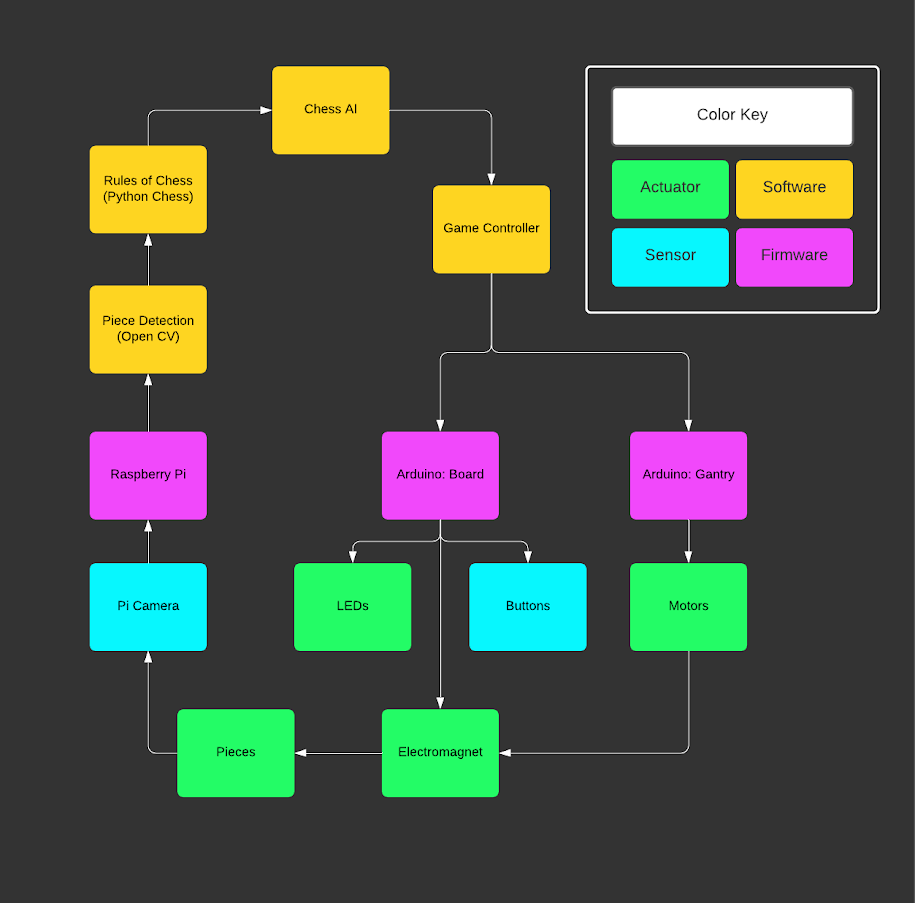 Chess AI
Color Key
Rules of Chess
(Python Chess)
Actuator
Software
Game Controller
Sensor
Firmware
Piece Detection
(Open CV)
Raspberry Pi
Arduino: Board
Arduino: Gantry
Pi Camera
LEDs
Buttons
Motors
Pieces
Electromagnet